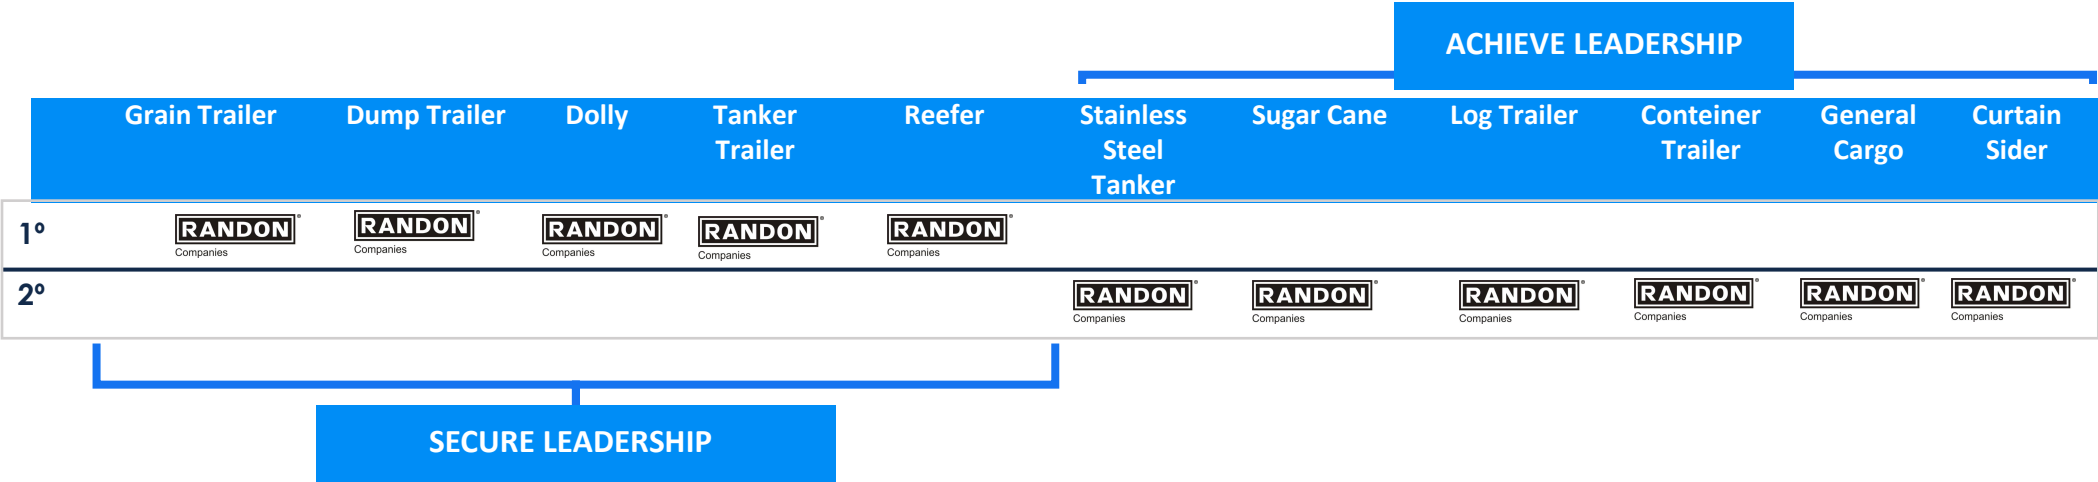 ACHIEVE LEADERSHIP
Grain Trailer Dump Trailer Dolly Tanker Reefer Stainless Sugar Cane Log Trailer Conteiner General Curtain
Trailer Steel Trailer Cargo Sider
Tanker
1º RANDON® RANDON® RANDON® RANDON® RANDON®
Companies Companies Companies Companies Companies
2º RANDON® RANDON® RANDON® RANDON® RANDON® RANDON®
Companies Companies Companies Companies Companies Companies
SECURE LEADERSHIP